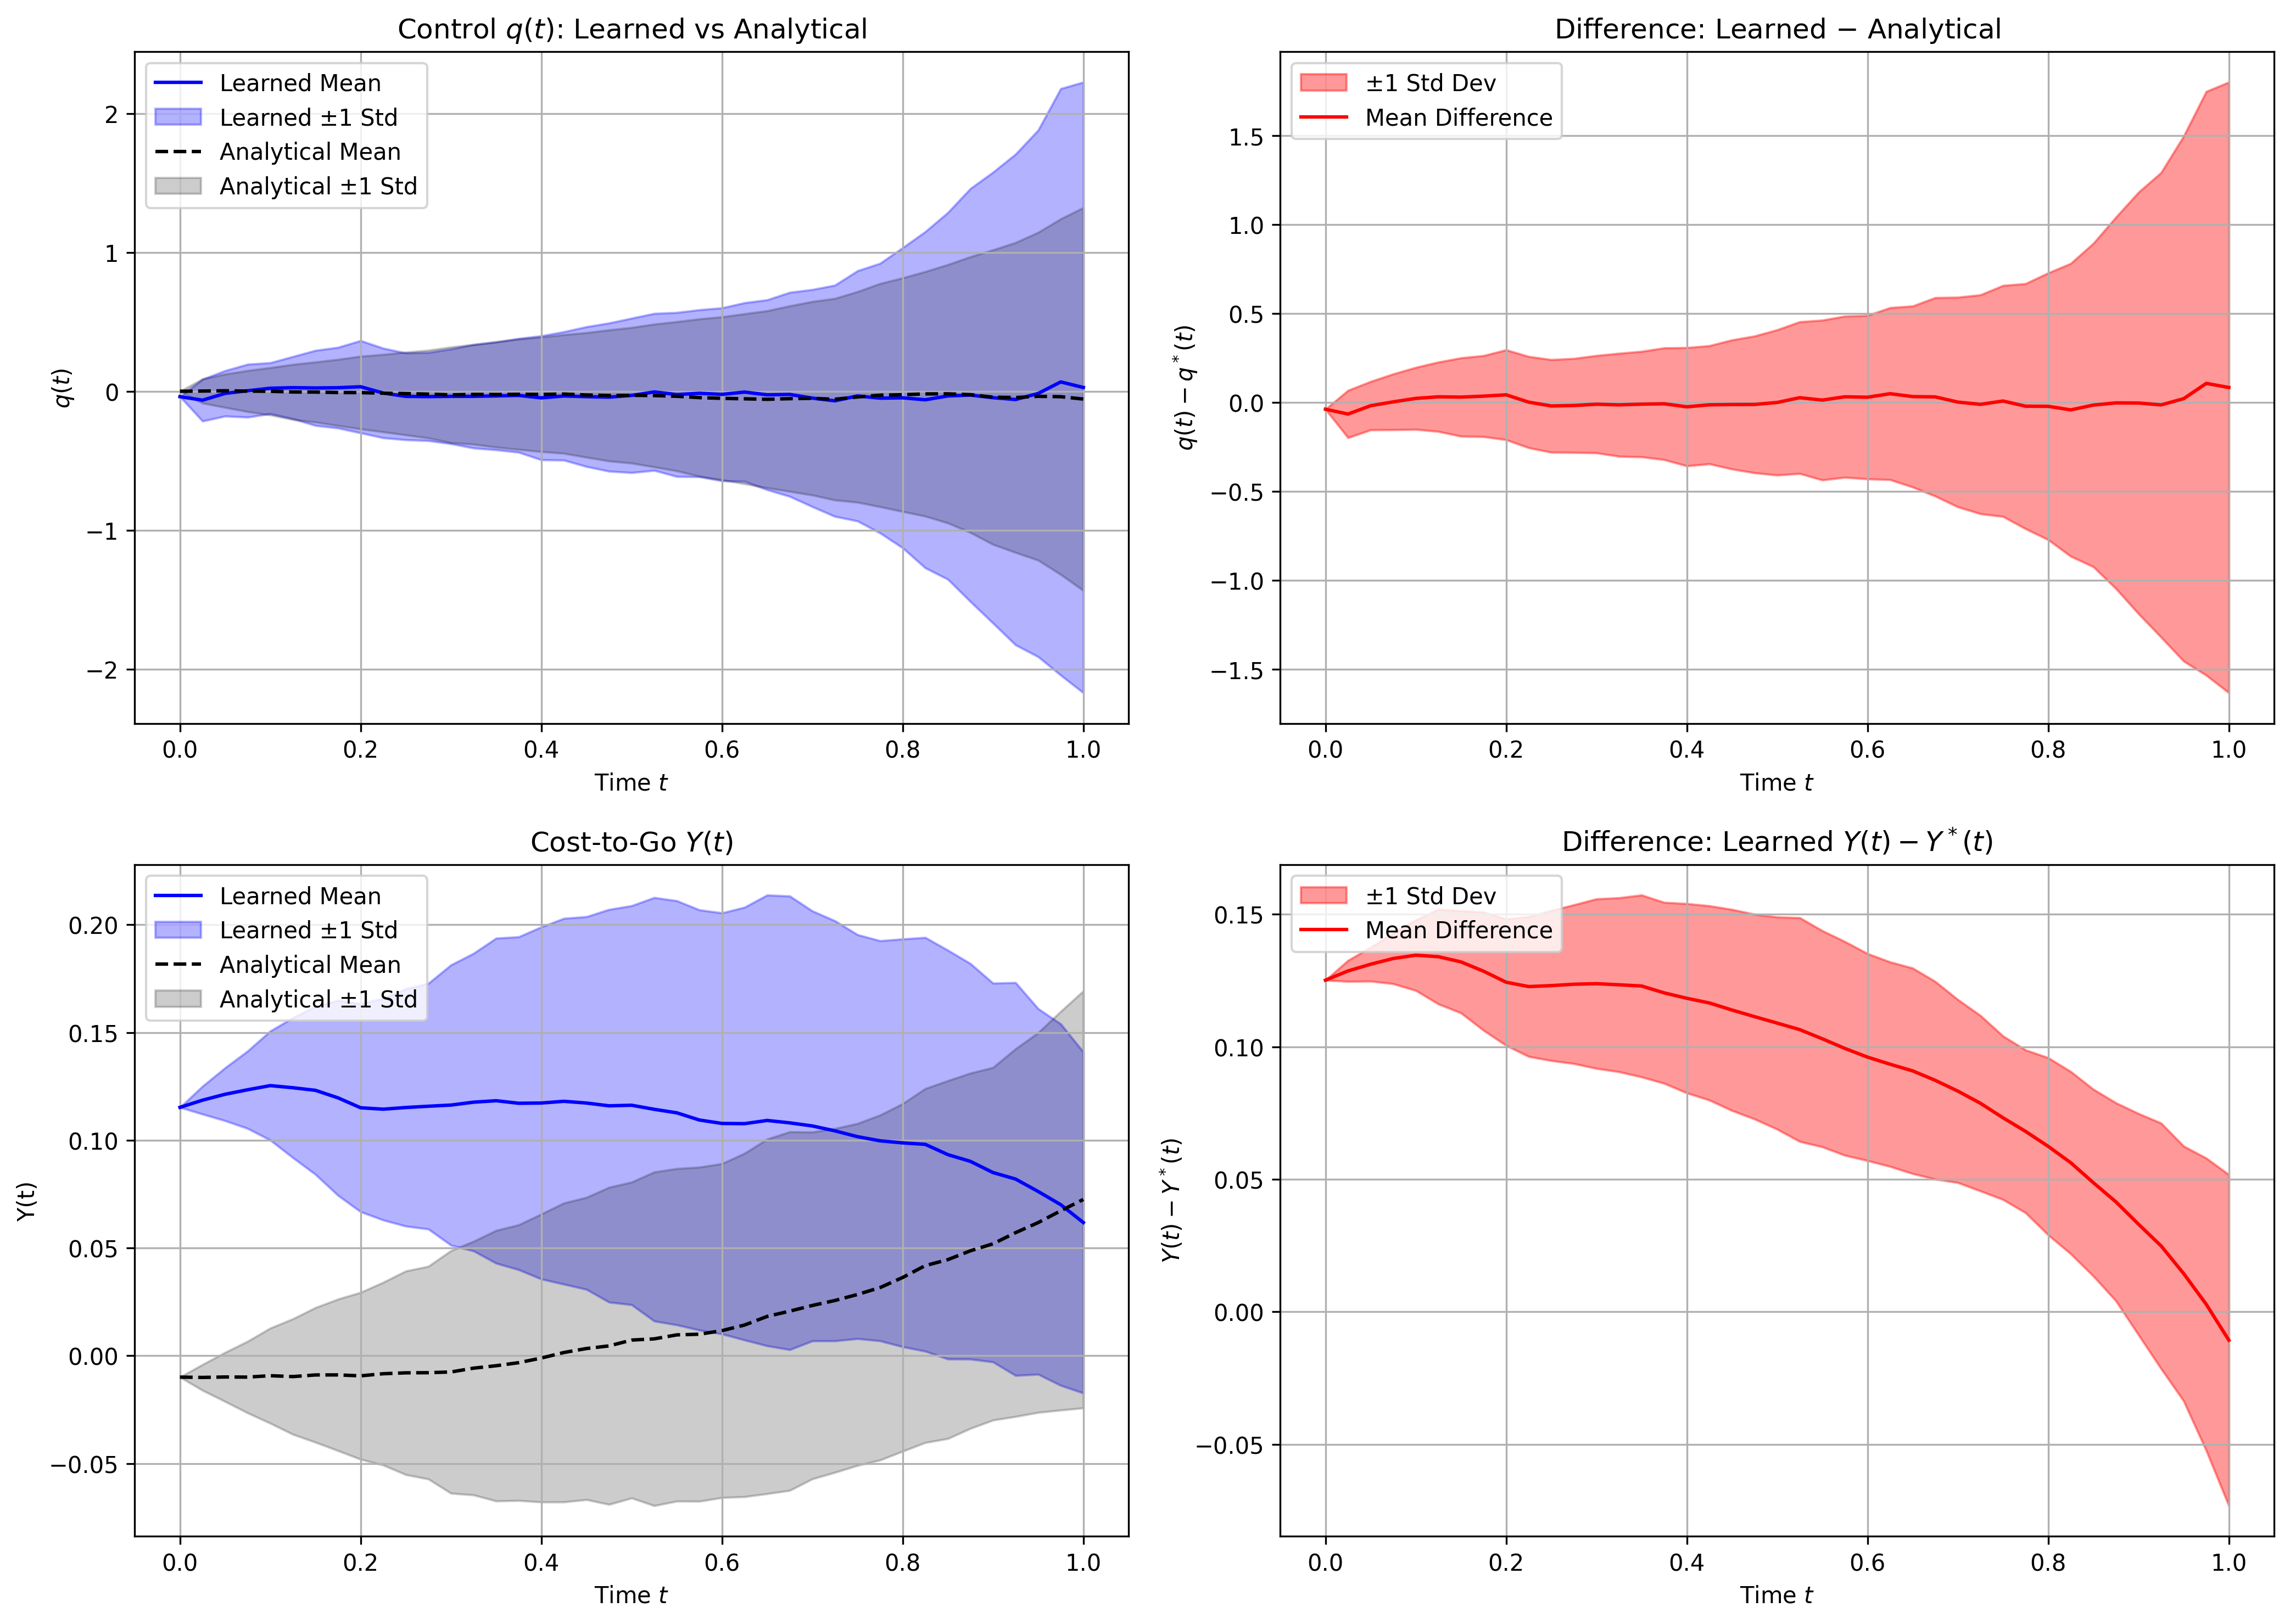 Control q(t): Learned vs Analytical
Learned Mean
Learned ±1 Std
Analytical Mean
Analytical ±1 Std
2
1
0
−1
−2
q(t)
0.0 0.2 0.4 0.6 0.8 1.0
Time t
Difference: Learned − Analytical
±1 Std Dev
Mean Difference
1.5
1.0
0.5
0.0
−0.5
−1.0
−1.5
q(t) − q*(t)
0.0 0.2 0.4 0.6 0.8 1.0
Time t
Cost-to-Go Y(t)
Learned Mean
Learned ±1 Std
Analytical Mean
Analytical ±1 Std
0.20
0.15
0.10
0.05
0.00
−0.05
Y(t)
0.0 0.2 0.4 0.6 0.8 1.0
Time t
Difference: Learned Y(t) − Y*(t)
±1 Std Dev
Mean Difference
0.15
0.10
0.05
0.00
−0.05
Y(t) − Y*(t)
0.0 0.2 0.4 0.6 0.8 1.0
Time t